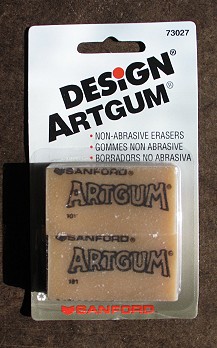 73027
DESiGN®
ARTGUM®
• NON-ABRASIVE ERASERS
• GOMMES NON ABRASIVE
• BORRADORS NO ABRASIVA
SANFORD®
ARTGUM®
101
SANFORD®
ARTGUM®
101
SANFORD®